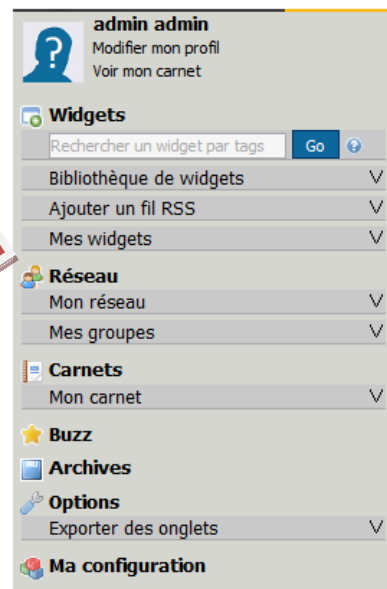 admin admin
Modifier mon profil
Voir mon carnet
Widgets
Rechercher un widget par tags Go ?
Bibliothèque de widgets V
Ajouter un fil RSS V
Mes widgets V
Réseau
Mon réseau V
Mes groupes V
Carnets
Mon carnet V
Buzz
Archives
Options
Exporter des onglets V
Ma configuration